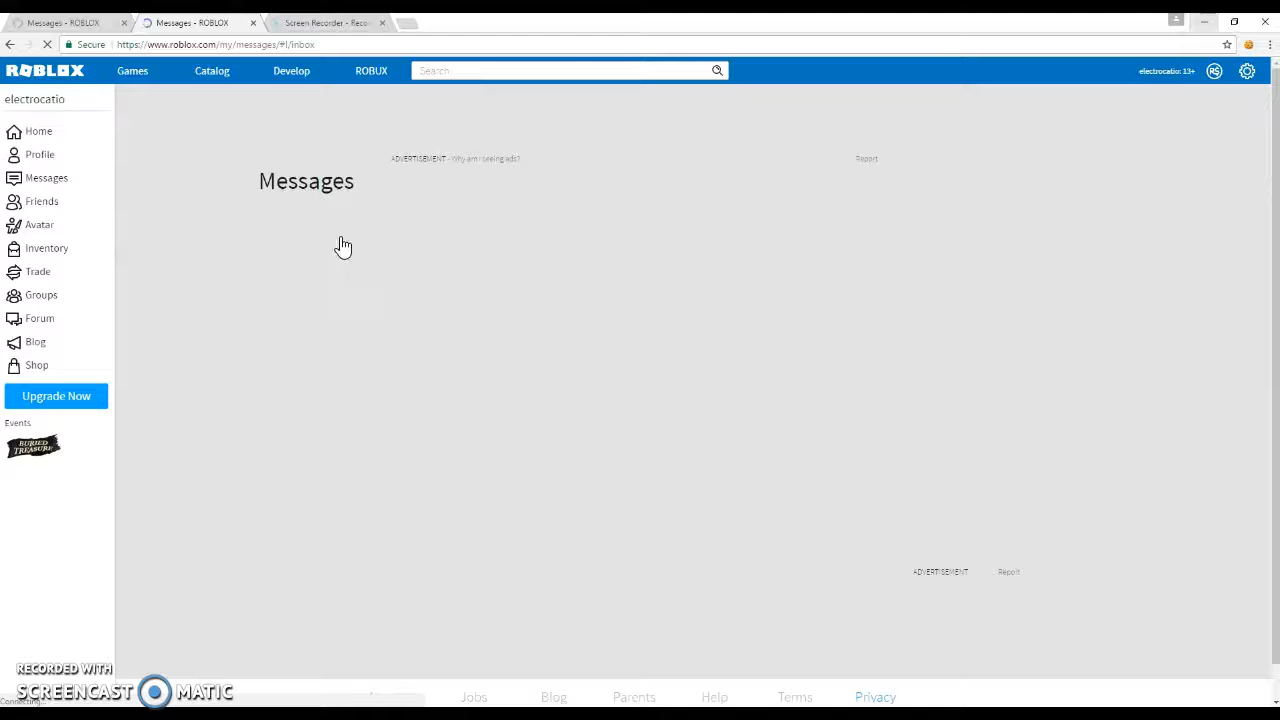 Messages - ROBLOX
Messages - ROBLOX
Screen Recorder - Reco
Secure
https://www.roblox.com/my/messages/#!/inbox
ROBLOX
Games
Catalog
Develop
ROBUX
Search
electrocatio: 13+
R$
electrocatio
Home
Profile
Messages
Friends
Avatar
Inventory
Trade
Groups
Forum
Blog
Shop
Upgrade Now
Events
BURIED
TREASURE
ADVERTISEMENT - Why am I seeing ads?
Report
Messages
ADVERTISEMENT
Report
RECORDED WITH
SCREENCAST MATIC
Connecting...
Jobs
Blog
Parents
Help
Terms
Privacy